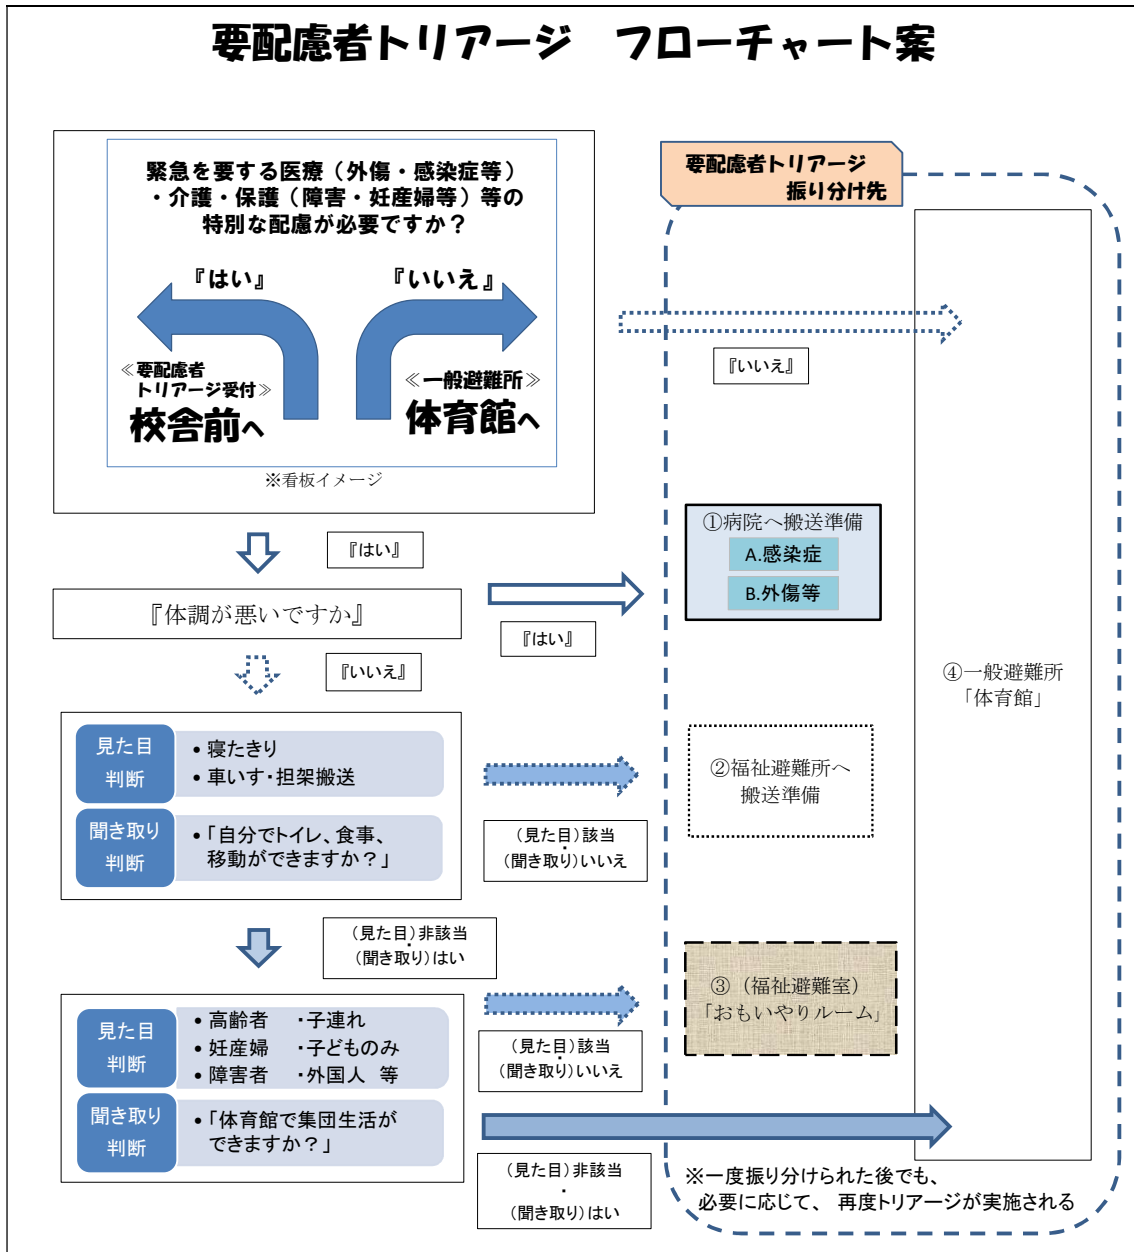 要配慮者トリアージ　フローチャート案
緊急を要する医療（外傷・感染症等）
・介護・保護（障害・妊産婦等）等の
特別な配慮が必要ですか？
『はい』
『いいえ』
≪要配慮者
トリアージ受付≫
校舎前へ
≪一般避難所≫
体育館へ
※看板イメージ
要配慮者トリアージ
振り分け先
『いいえ』
『はい』
『体調が悪いですか』
『はい』
①病院へ搬送準備
A.感染症
B.外傷等
『いいえ』
④一般避難所
「体育館」
見た目
判断
• 寝たきり
• 車いす・担架搬送
聞き取り
判断
• 「自分でトイレ、食事、
移動ができますか？」
（見た目）該当
・
（聞き取り）いいえ
②福祉避難所へ
搬送準備
（見た目）非該当
・
（聞き取り）はい
見た目
判断
• 高齢者　・子連れ
• 妊産婦　・子どものみ
• 障害者　・外国人　等
聞き取り
判断
• 「体育館で集団生活が
できますか？」
（見た目）該当
・
（聞き取り）いいえ
③（福祉避難室）
「おもいやりルーム」
（見た目）非該当
・
（聞き取り）はい
※一度振り分けられた後でも、
必要に応じて、 再度トリアージが実施される